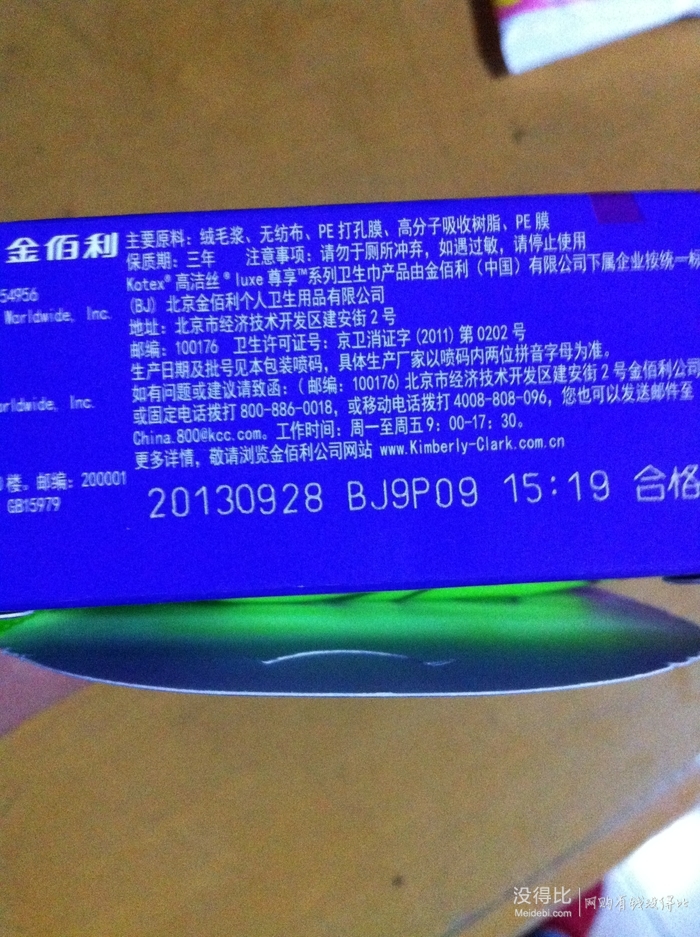 金佰利
54956
Worldwide, Inc.
orldwide, Inc.
楼。邮编：200001
GB15979
主要原料：绒毛浆、无纺布、PE打孔膜、高分子吸收树脂、PE膜
保质期：三年 注意事项：请勿于厕所冲弃，如遇过敏，请停止使用
Kotex®高洁丝®luxe尊享™系列卫生巾产品由金佰利（中国）有限公司下属企业按统一标
(BJ) 北京金佰利个人卫生用品有限公司
地址：北京市经济技术开发区建安街2号
邮编：100176 卫生许可证号：京卫消证字(2011)第0202号
生产日期及批号见本包装喷码，具体生产厂家以喷码内两位拼音字母为准。
如有问题或建议请致函：（邮编：100176）北京市经济技术开发区建安街2号金佰利公司
或固定电话拨打800-886-0018，或移动电话拨打4008-808-096，您也可以发送邮件至
China.800@kcc.com。工作时间：周一至周五9：00-17：30。
更多详情，敬请浏览金佰利公司网站 www.Kimberly-Clark.com.cn
20130928 BJ9P09 15:19 合格
没得比
Meidebi.com
网购有我没得比